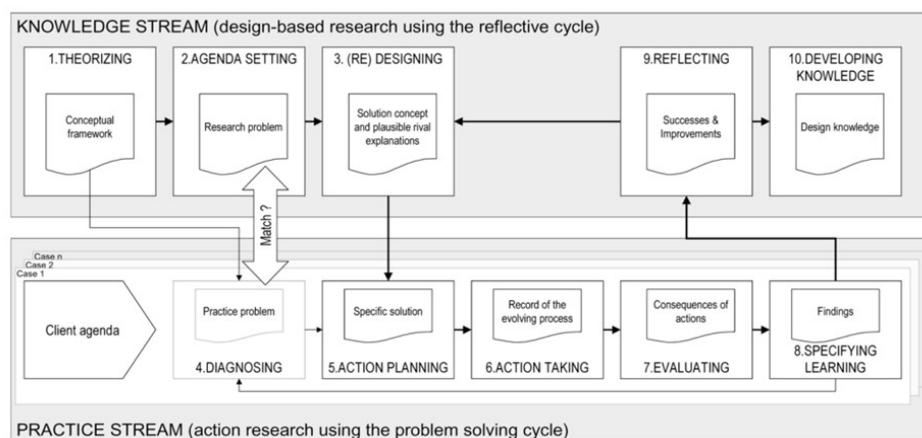 KNOWLEDGE STREAM (design-based research using the reflective cycle)
1.THEORIZING
Conceptual
framework
2.AGENDA SETTING
Research problem
3. (RE) DESIGNING
Solution concept
and plausible rival
explanations
9.REFLECTING
Successes &
Improvements
10.DEVELOPING
KNOWLEDGE
Design knowledge
Match ?
Case n
Case 2
Case 1
Client agenda
Practice problem
4.DIAGNOSING
Specific solution
5.ACTION PLANNING
Record of the
evolving process
6.ACTION TAKING
Consequences of
actions
7.EVALUATING
Findings
8.SPECIFYING
LEARNING
PRACTICE STREAM (action research using the problem solving cycle)